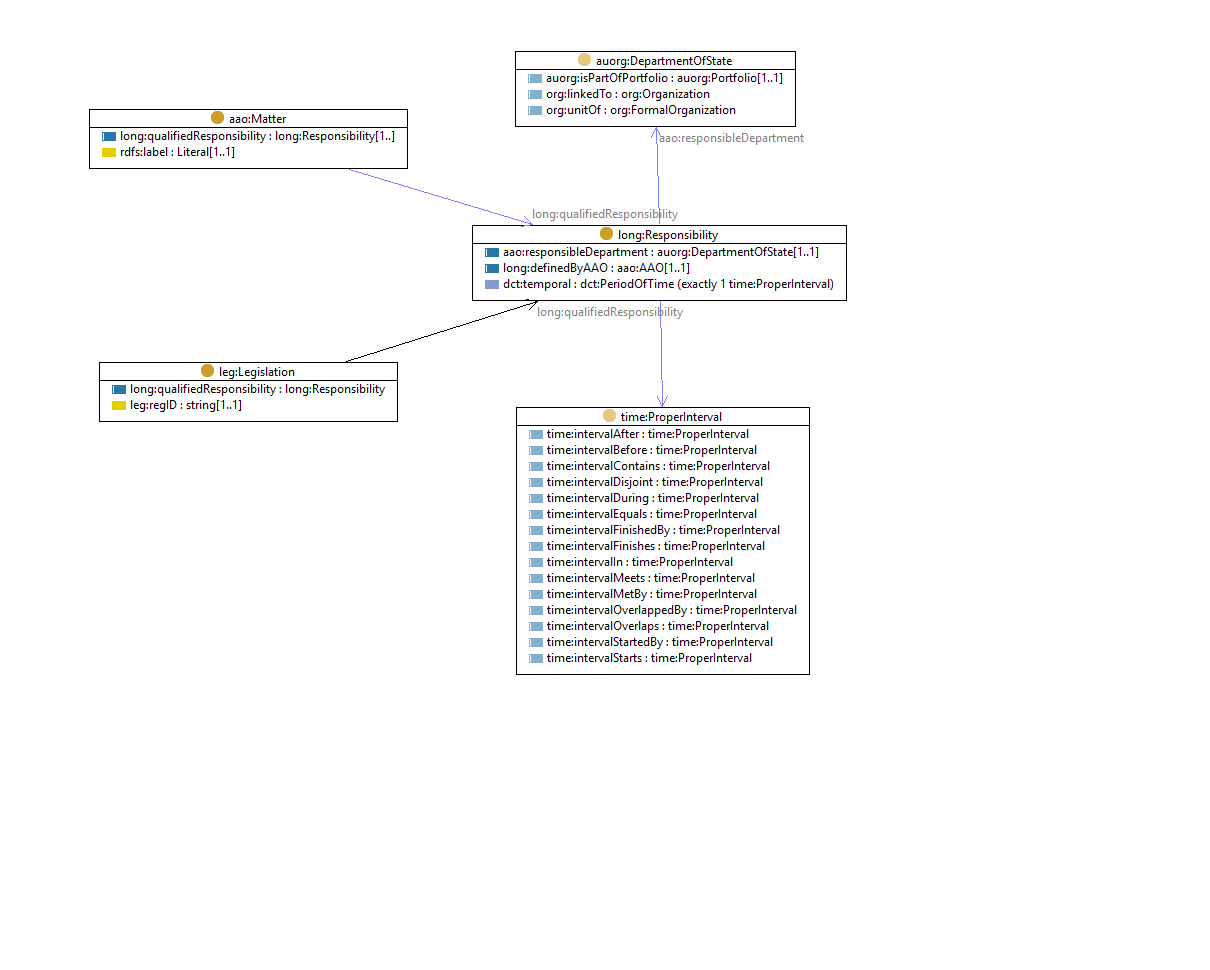 auorg:DepartmentOfState
auorg:isPartOfPortfolio : auorg:Portfolio[1..1]
org:linkedTo : org:Organization
org:unitOf : org:FormalOrganization
aao:Matter
long:qualifiedResponsibility : long:Responsibility[1..]
rdfs:label : Literal[1..1]
aao:responsibleDepartment
long:qualifiedResponsibility
long:Responsibility
aao:responsibleDepartment : auorg:DepartmentOfState[1..1]
long:definedByAAO : aao:AAO[1..1]
dct:temporal : dct:PeriodOfTime (exactly 1 time:ProperInterval)
long:qualifiedResponsibility
leg:Legislation
long:qualifiedResponsibility : long:Responsibility
leg:regID : string[1..1]
time:ProperInterval
time:intervalAfter : time:ProperInterval
time:intervalBefore : time:ProperInterval
time:intervalContains : time:ProperInterval
time:intervalDisjoint : time:ProperInterval
time:intervalDuring : time:ProperInterval
time:intervalEquals : time:ProperInterval
time:intervalFinishedBy : time:ProperInterval
time:intervalFinishes : time:ProperInterval
time:intervalIn : time:ProperInterval
time:intervalMeets : time:ProperInterval
time:intervalMetBy : time:ProperInterval
time:intervalOverlappedBy : time:ProperInterval
time:intervalOverlaps : time:ProperInterval
time:intervalStartedBy : time:ProperInterval
time:intervalStarts : time:ProperInterval